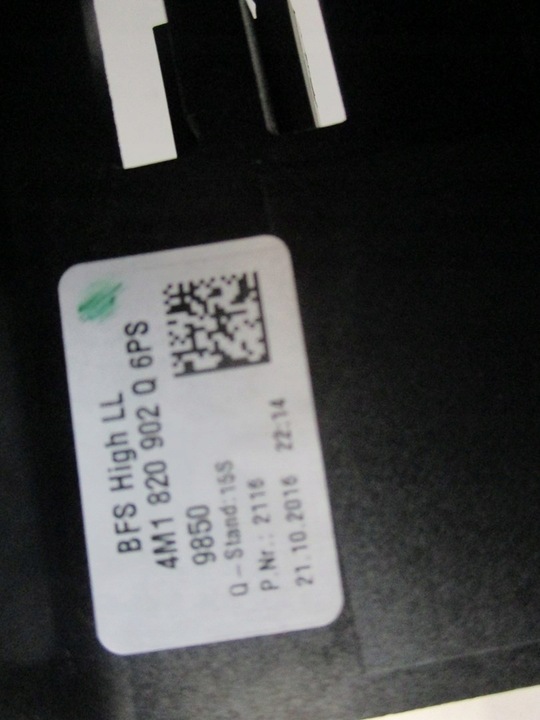 BFS High LL
4M1 820 902 Q 6PS
9850
Q-Stand: 15S
P.Nr.: 2116
21.10.2016 22:14